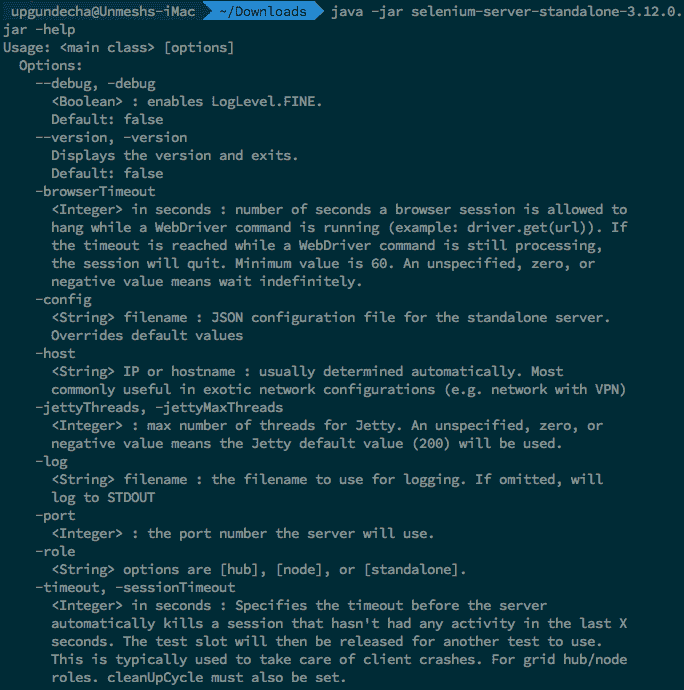 upgundecha@Unmeshs-iMac ~/Downloads java -jar selenium-server-standalone-3.12.0.
jar -help
Usage: <main class> [options]
  Options:
    --debug, -debug
      <Boolean> : enables LogLevel.FINE.
      Default: false
    --version, -version
      Displays the version and exits.
      Default: false
    -browserTimeout
      <Integer> in seconds : number of seconds a browser session is allowed to
      hang while a WebDriver command is running (example: driver.get(url)). If
      the timeout is reached while a WebDriver command is still processing,
      the session will quit. Minimum value is 60. An unspecified, zero, or
      negative value means wait indefinitely.
    -config
      <String> filename : JSON configuration file for the standalone server.
      Overrides default values
    -host
      <String> IP or hostname : usually determined automatically. Most
      commonly useful in exotic network configurations (e.g. network with VPN)
    -jettyThreads, -jettyMaxThreads
      <Integer> : max number of threads for Jetty. An unspecified, zero, or
      negative value means the Jetty default value (200) will be used.
    -log
      <String> filename : the filename to use for logging. If omitted, will
      log to STDOUT
    -port
      <Integer> : the port number the server will use.
    -role
      <String> options are [hub], [node], or [standalone].
    -timeout, -sessionTimeout
      <Integer> in seconds : Specifies the timeout before the server
      automatically kills a session that hasn't had any activity in the last X
      seconds. The test slot will then be released for another test to use.
      This is typically used to take care of client crashes. For grid hub/node
      roles. cleanUpCycle must also be set.